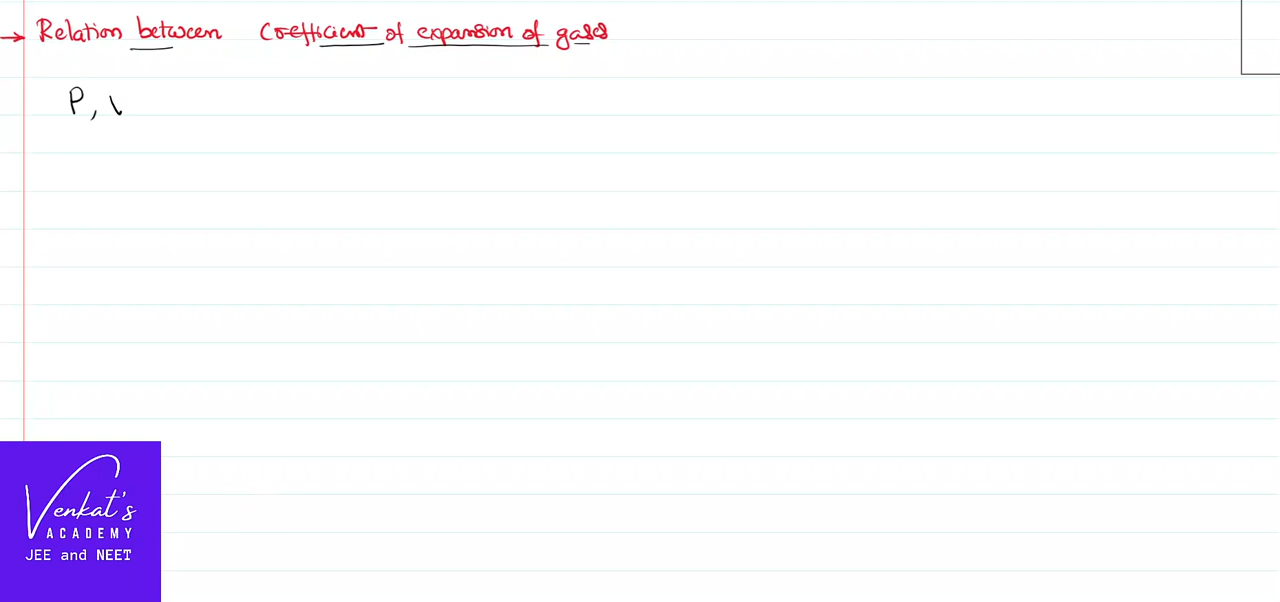 → Relation between Coefficient of expansion of gases
P,
Venkat's
ACADEMY
JEE and NEET